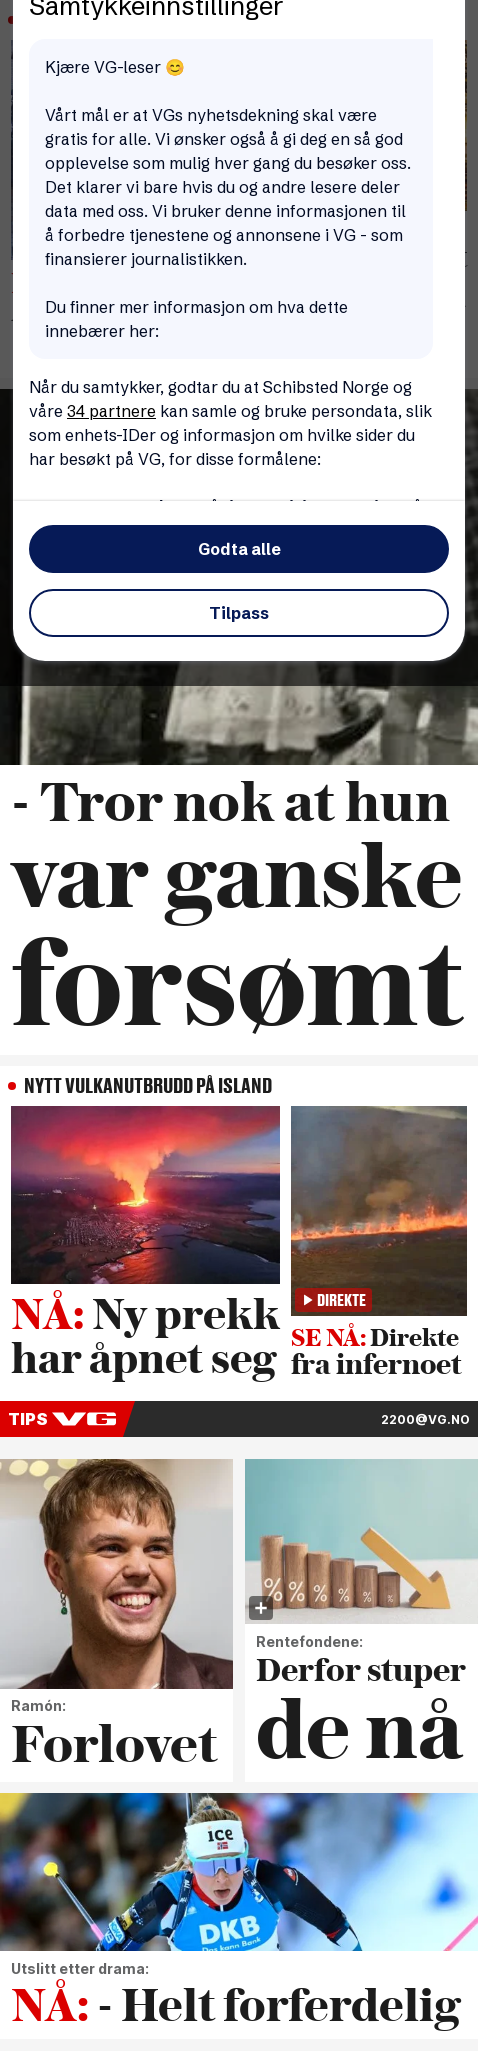 Samtykkeinnstillinger
Kjære VG-leser 😊
Vårt mål er at VGs nyhetsdekning skal være
gratis for alle. Vi ønsker også å gi deg en så god
opplevelse som mulig hver gang du besøker oss.
Det klarer vi bare hvis du og andre lesere deler
data med oss. Vi bruker denne informasjonen til
å forbedre tjenestene og annonsene i VG - som
finansierer journalistikken.
Du finner mer informasjon om hva dette
innebærer her:
Når du samtykker, godtar du at Schibsted Norge og
våre 34 partnere kan samle og bruke persondata, slik
som enhets-IDer og informasjon om hvilke sider du
har besøkt på VG, for disse formålene:
Godta alle
Tilpass
- Tror nok at hun
var ganske
forsømt
NYTT VULKANUTBRUDD PÅ ISLAND
NÅ: Ny prekk
har åpnet seg
DIREKTE
SE NÅ: Direkte
fra infernoet
TIPS VG
2200@VG.NO
Ramón:
Forlovet
%
%
%
%
%
%
+
Rentefondene:
Derfor stuper
de nå
ICE
DKB
Das kann Bank
Utslitt etter drama:
NÅ: - Helt forferdelig